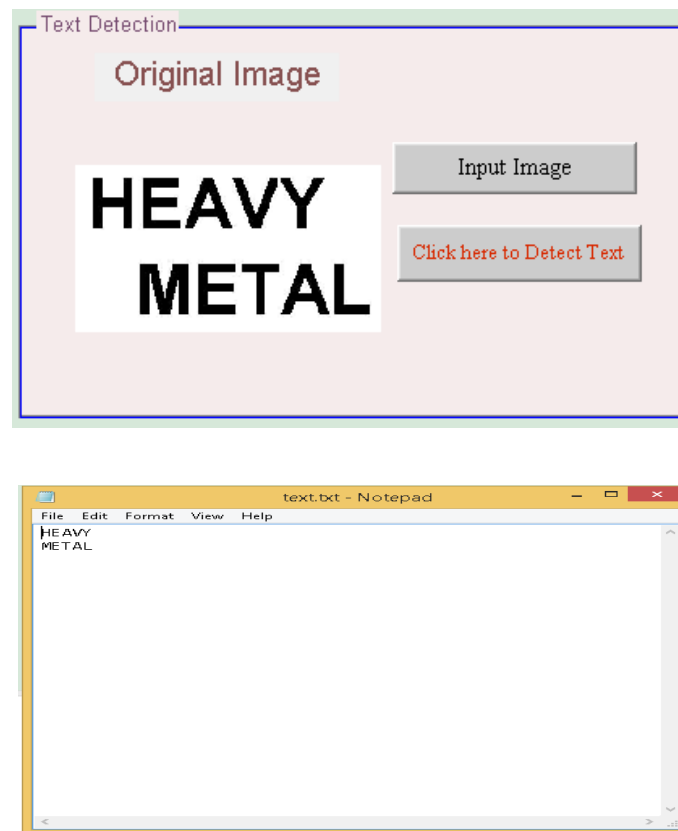 Text Detection
Original Image
Input Image
HEAVY
METAL
Click here to Detect Text
text.txt - Notepad
File Edit Format View Help
HEAVY
METAL